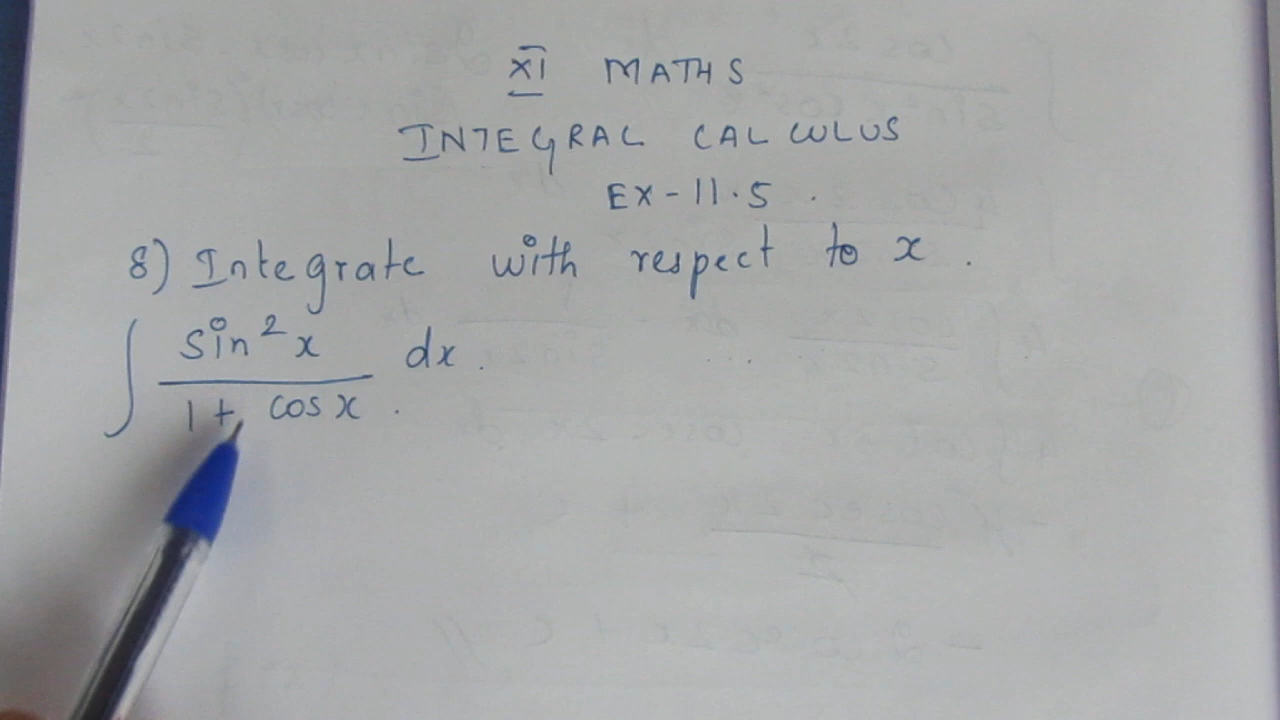 XI MATHS
INTEGRAL CALCULUS
EX-11.5.
8) Integrate with respect to x.
∫ sin²x / 1 + cos x. dx.